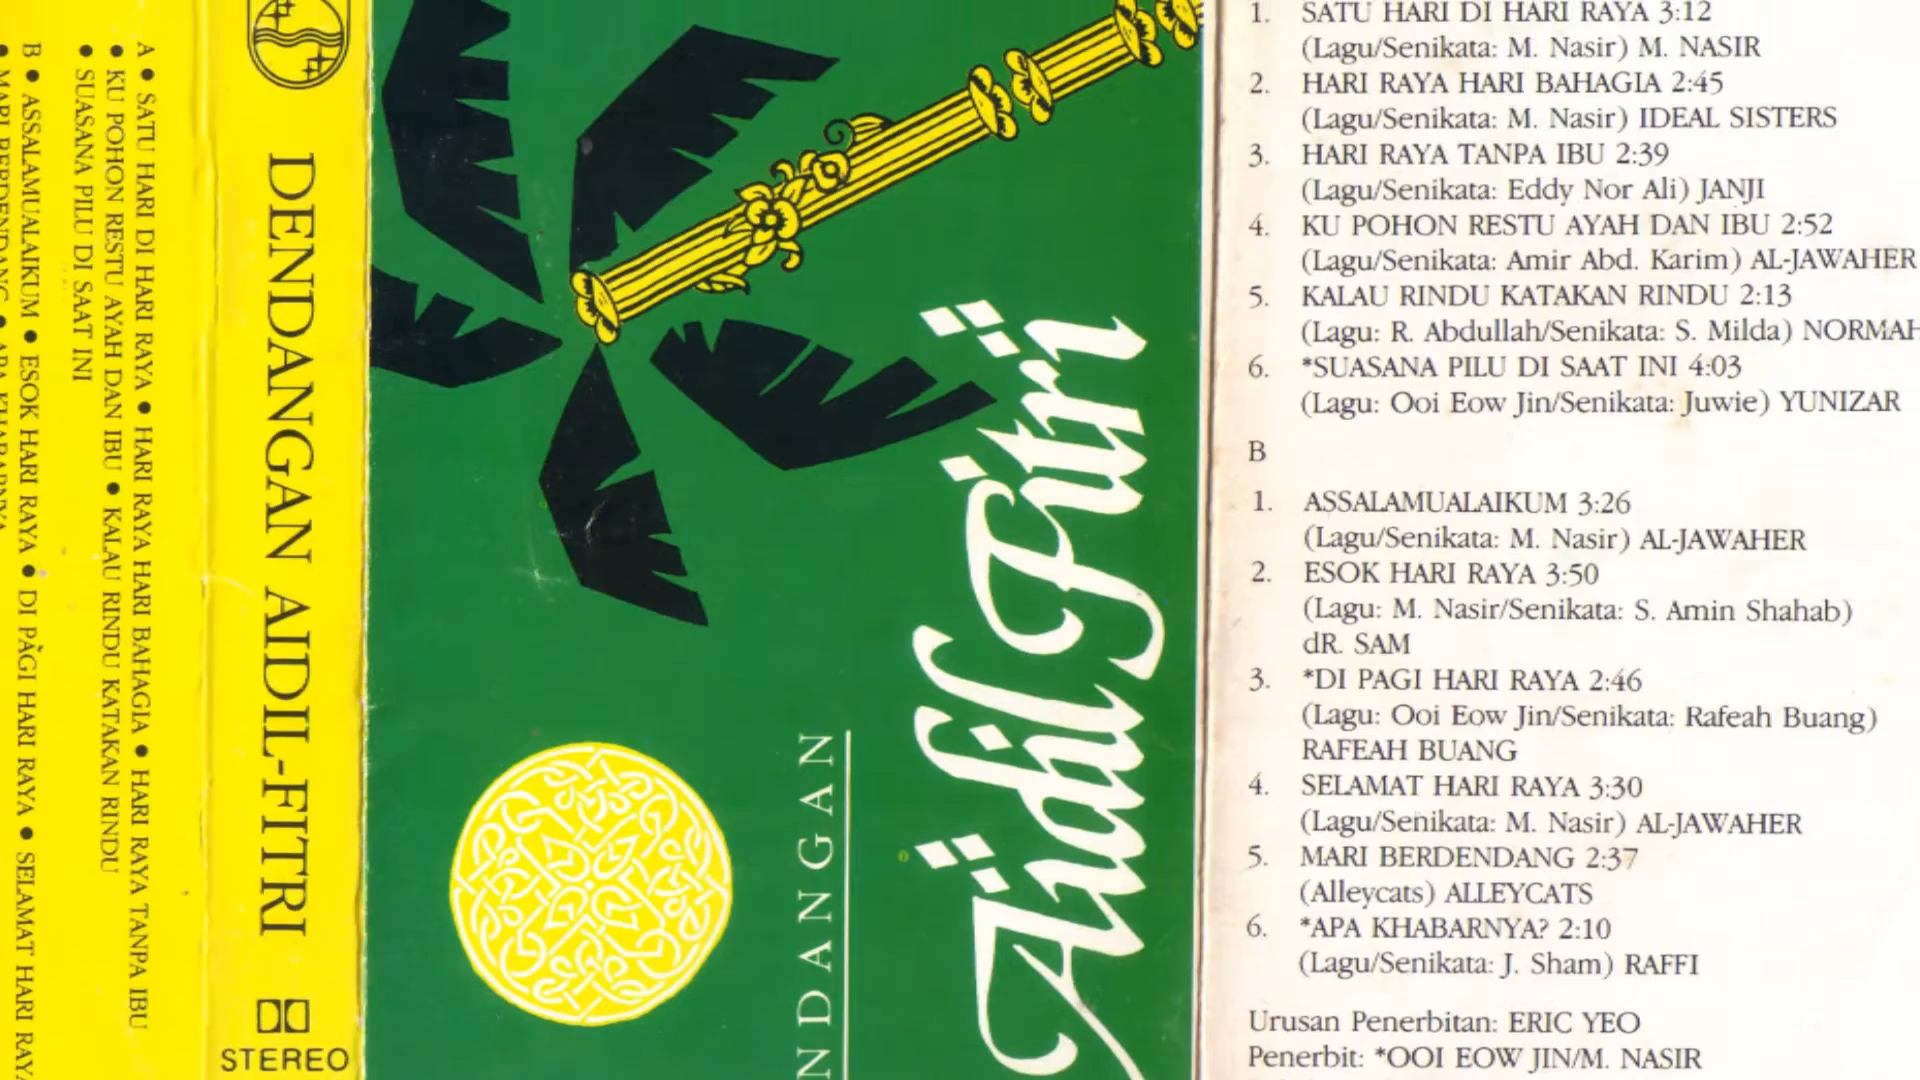 A • SATU HARI DI HARI RAYA • HARI RAYA HARI BAHAGIA • HARI RAYA TANPA IBU
• KU POHON RESTU AYAH DAN IBU • KALAU RINDU KATAKAN RINDU
• SUASANA PILU DI SAAT INI
B • ASSALAMUALAIKUM • ESOK HARI RAYA • DI PAGI HARI RAYA • SELAMAT HARI RAYA
• MARI BERDENDANG • APA KHABARNYA
DENDANGAN AIDIL-FITRI
STEREO
NDANGAN
Aidil Fitri
1. SATU HARI DI HARI RAYA 3:12
(Lagu/Senikata: M. Nasir) M. NASIR
2. HARI RAYA HARI BAHAGIA 2:45
(Lagu/Senikata: M. Nasir) IDEAL SISTERS
3. HARI RAYA TANPA IBU 2:39
(Lagu/Senikata: Eddy Nor Ali) JANJI
4. KU POHON RESTU AYAH DAN IBU 2:52
(Lagu/Senikata: Amir Abd. Karim) AL-JAWAHER
5. KALAU RINDU KATAKAN RINDU 2:13
(Lagu: R. Abdullah/Senikata: S. Milda) NORMAH
6. *SUASANA PILU DI SAAT INI 4:03
(Lagu: Ooi Eow Jin/Senikata: Juwie) YUNIZAR
B
1. ASSALAMUALAIKUM 3:26
(Lagu/Senikata: M. Nasir) AL-JAWAHER
2. ESOK HARI RAYA 3:50
(Lagu: M. Nasir/Senikata: S. Amin Shahab)
dR. SAM
3. *DI PAGI HARI RAYA 2:46
(Lagu: Ooi Eow Jin/Senikata: Rafeah Buang)
RAFEAH BUANG
4. SELAMAT HARI RAYA 3:30
(Lagu/Senikata: M. Nasir) AL-JAWAHER
5. MARI BERDENDANG 2:37
(Alleycats) ALLEYCATS
6. *APA KHABARNYA? 2:10
(Lagu/Senikata: J. Sham) RAFFI
Urusan Penerbitan: ERIC YEO
Penerbit: *OOI EOW JIN/M. NASIR